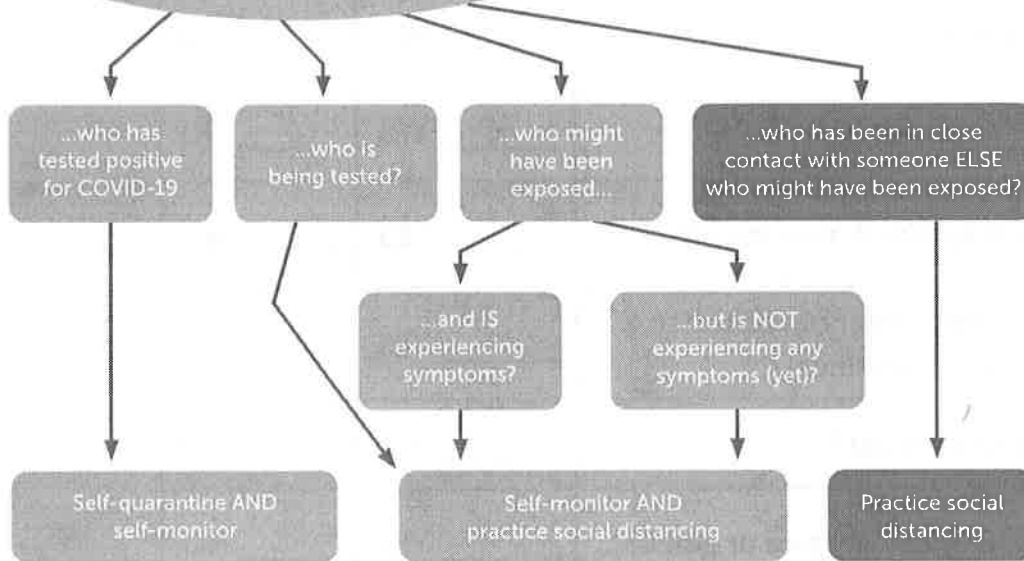 ...who has
tested positive
for COVID-19
...who is
being tested?
...who might
have been
exposed...
...who has been in close
contact with someone ELSE
who might have been exposed?
...and IS
experiencing
symptoms?
...but is NOT
experiencing any
symptoms (yet)?
Self-quarantine AND
self-monitor
Self-monitor AND
practice social distancing
Practice social
distancing